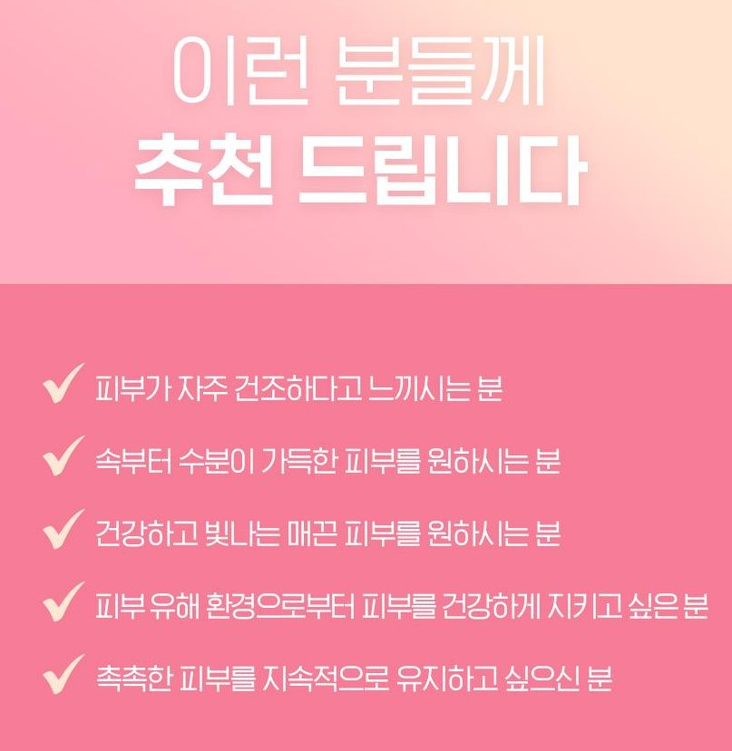 이런 분들께
추천 드립니다
피부가 자주 건조하다고 느끼시는 분
속부터 수분이 가득한 피부를 원하시는 분
건강하고 빛나는 매끈 피부를 원하시는 분
피부 유해 환경으로부터 피부를 건강하게 지키고 싶은 분
촉촉한 피부를 지속적으로 유지하고 싶으신 분